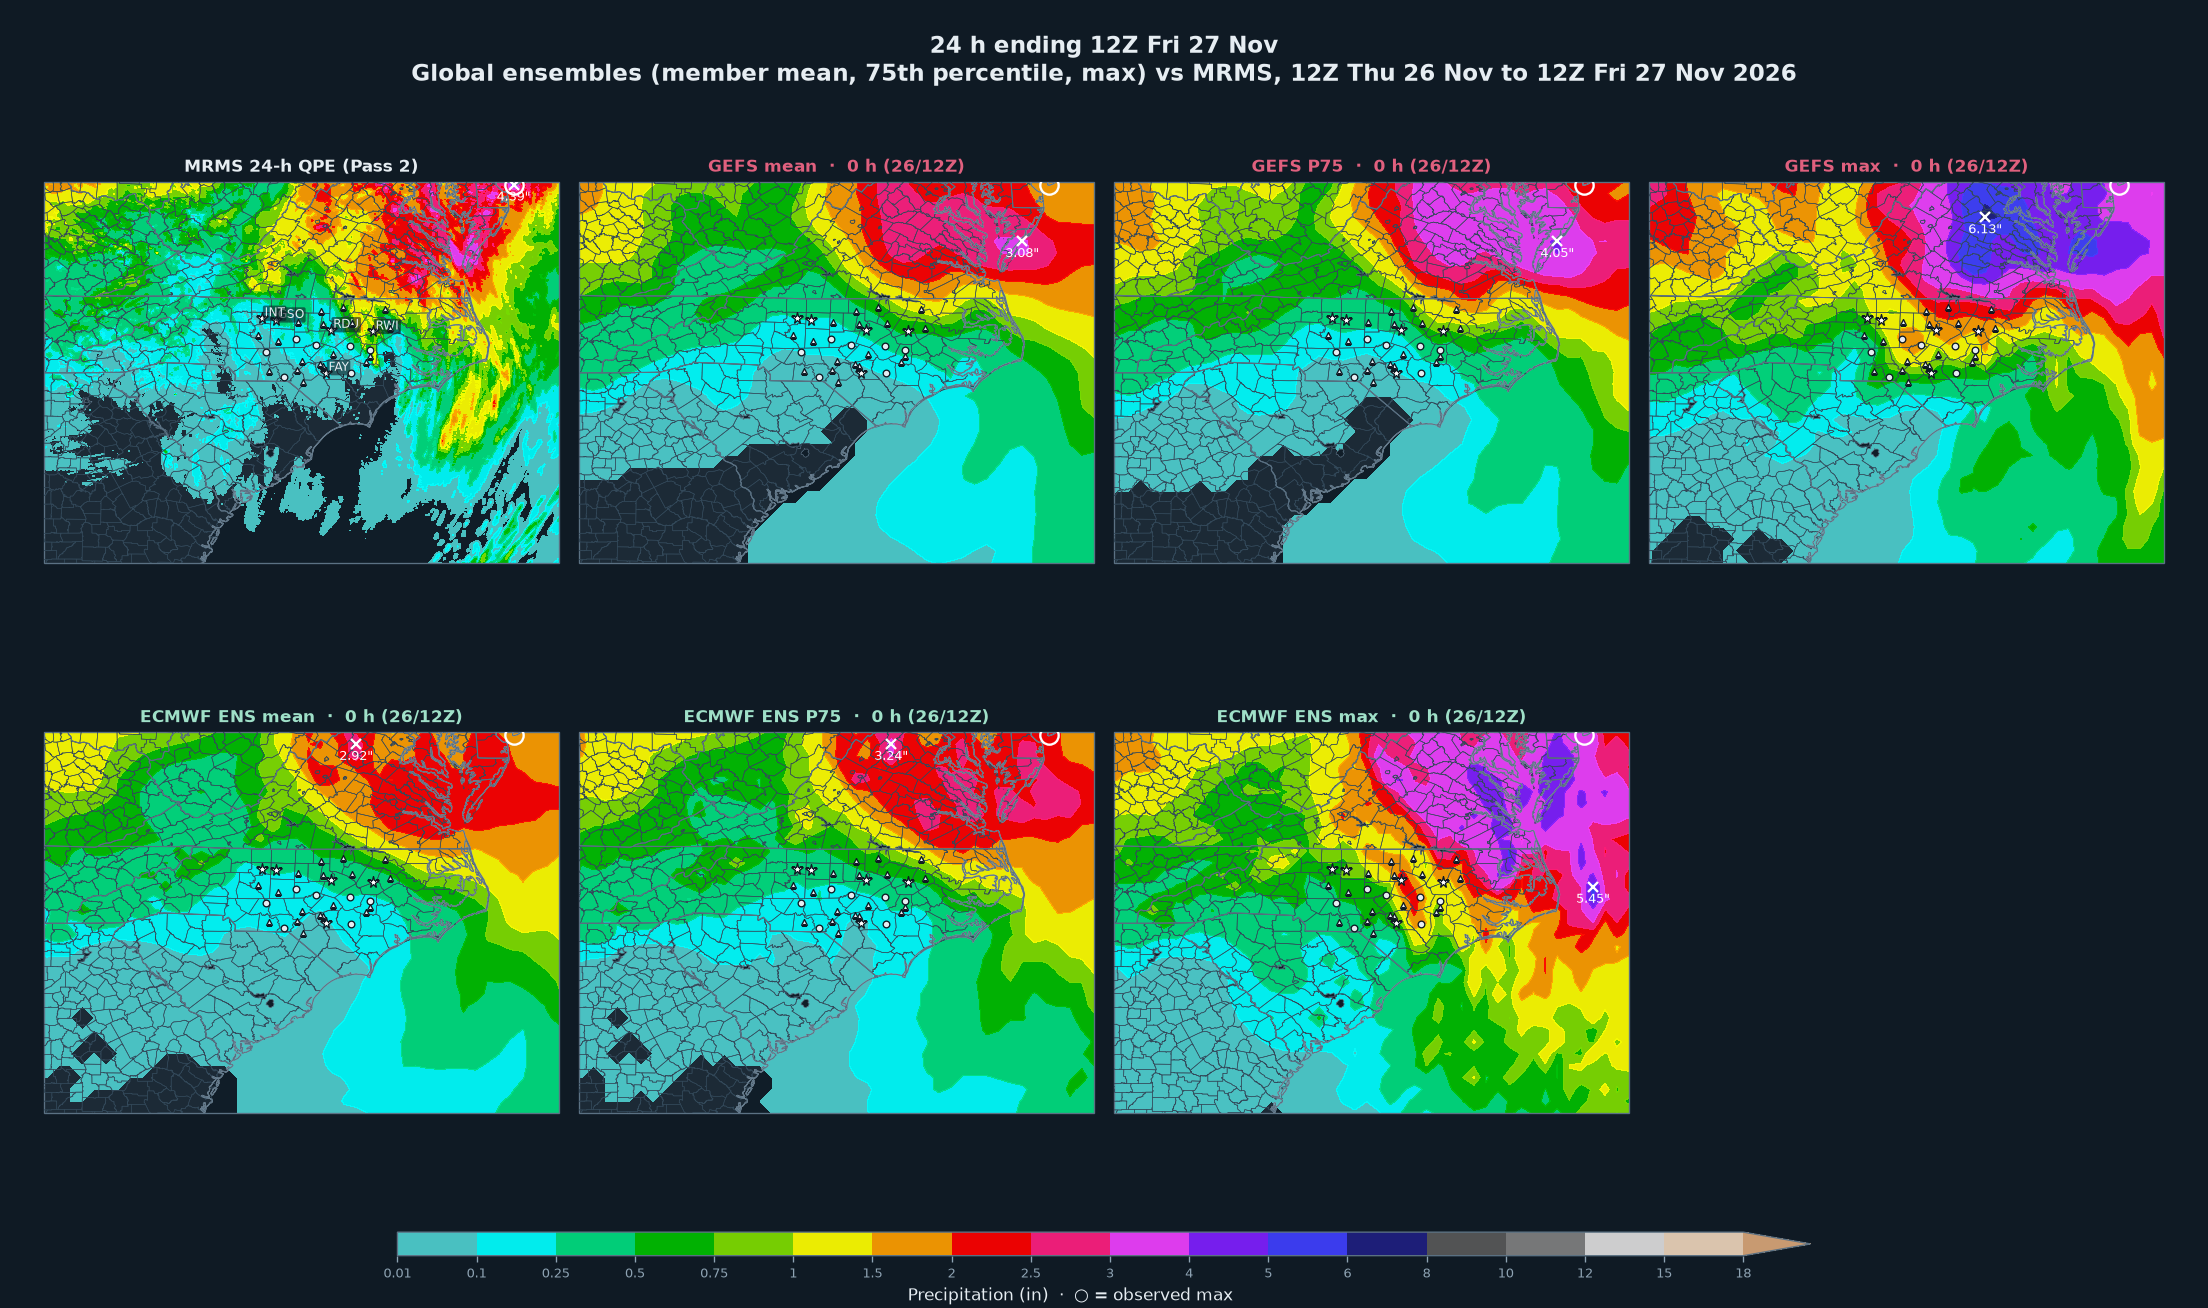 24 h ending 12Z Fri 27 Nov
Global ensembles (member mean, 75th percentile, max) vs MRMS, 12Z Thu 26 Nov to 12Z Fri 27 Nov 2026
MRMS 24-h QPE (Pass 2)
GEFS mean · 0 h (26/12Z)
GEFS P75 · 0 h (26/12Z)
GEFS max · 0 h (26/12Z)
4.39"
INT
SO
RDU
RWI
FAY
3.08"
4.05"
6.13"
ECMWF ENS mean · 0 h (26/12Z)
ECMWF ENS P75 · 0 h (26/12Z)
ECMWF ENS max · 0 h (26/12Z)
2.92"
3.24"
5.45"
0.01 0.1 0.25 0.5 0.75 1 1.5 2 2.5 3 4 5 6 8 10 12 15 18
Precipitation (in) · ○ = observed max